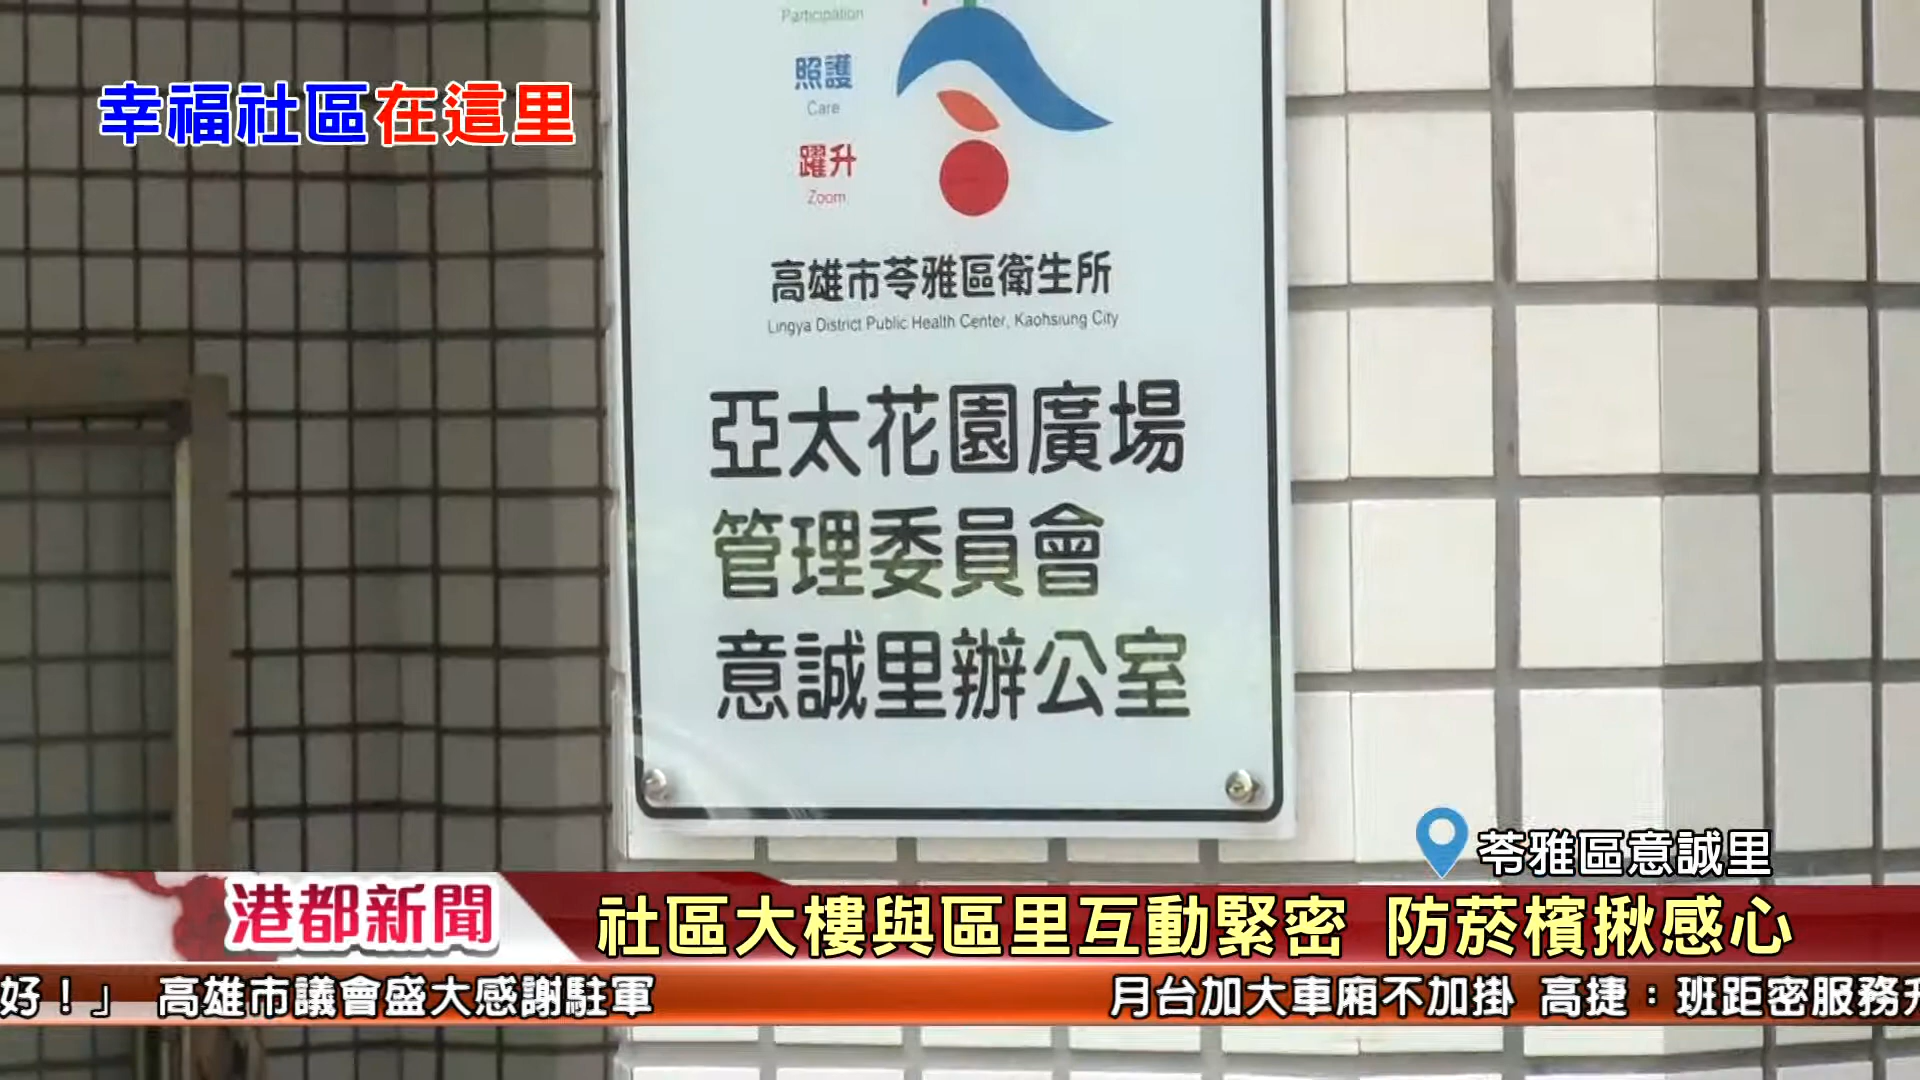 Participation
照護
Care
躍升
Zoom
幸福社區在這里
高雄市苓雅區衛生所
Lingya District Public Health Center, Kaohsiung City
亞太花園廣場
管理委員會
意誠里辦公室
苓雅區意誠里
港都新聞
社區大樓與區里互動緊密 防菸檳揪感心
好！」 高雄市議會盛大感謝駐軍 月台加大車廂不加掛 高捷：班距密服務升